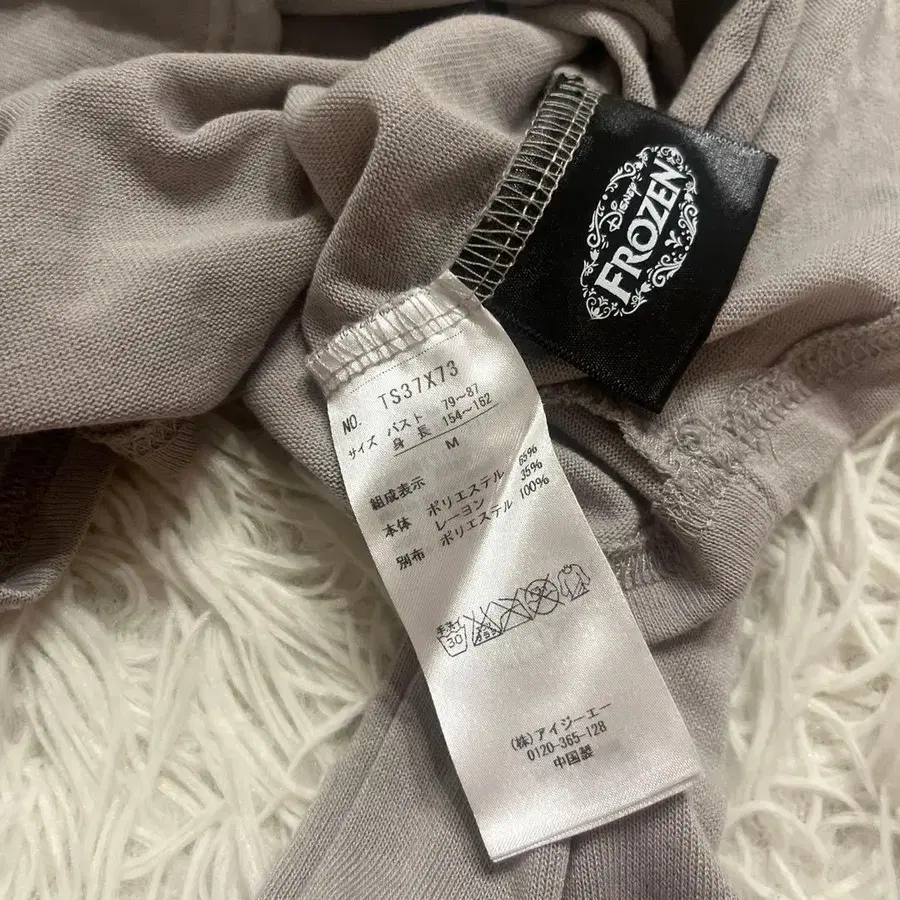 Disney
FROZEN
NO. TS37X73
サイズ バスト 79～87
身長 154～162
M
組成表示
本体 ポリエステル 65%
レーヨン 35%
別布 ポリエステル 100%
30
(株)アイジーエー
0120-365-128
中国製